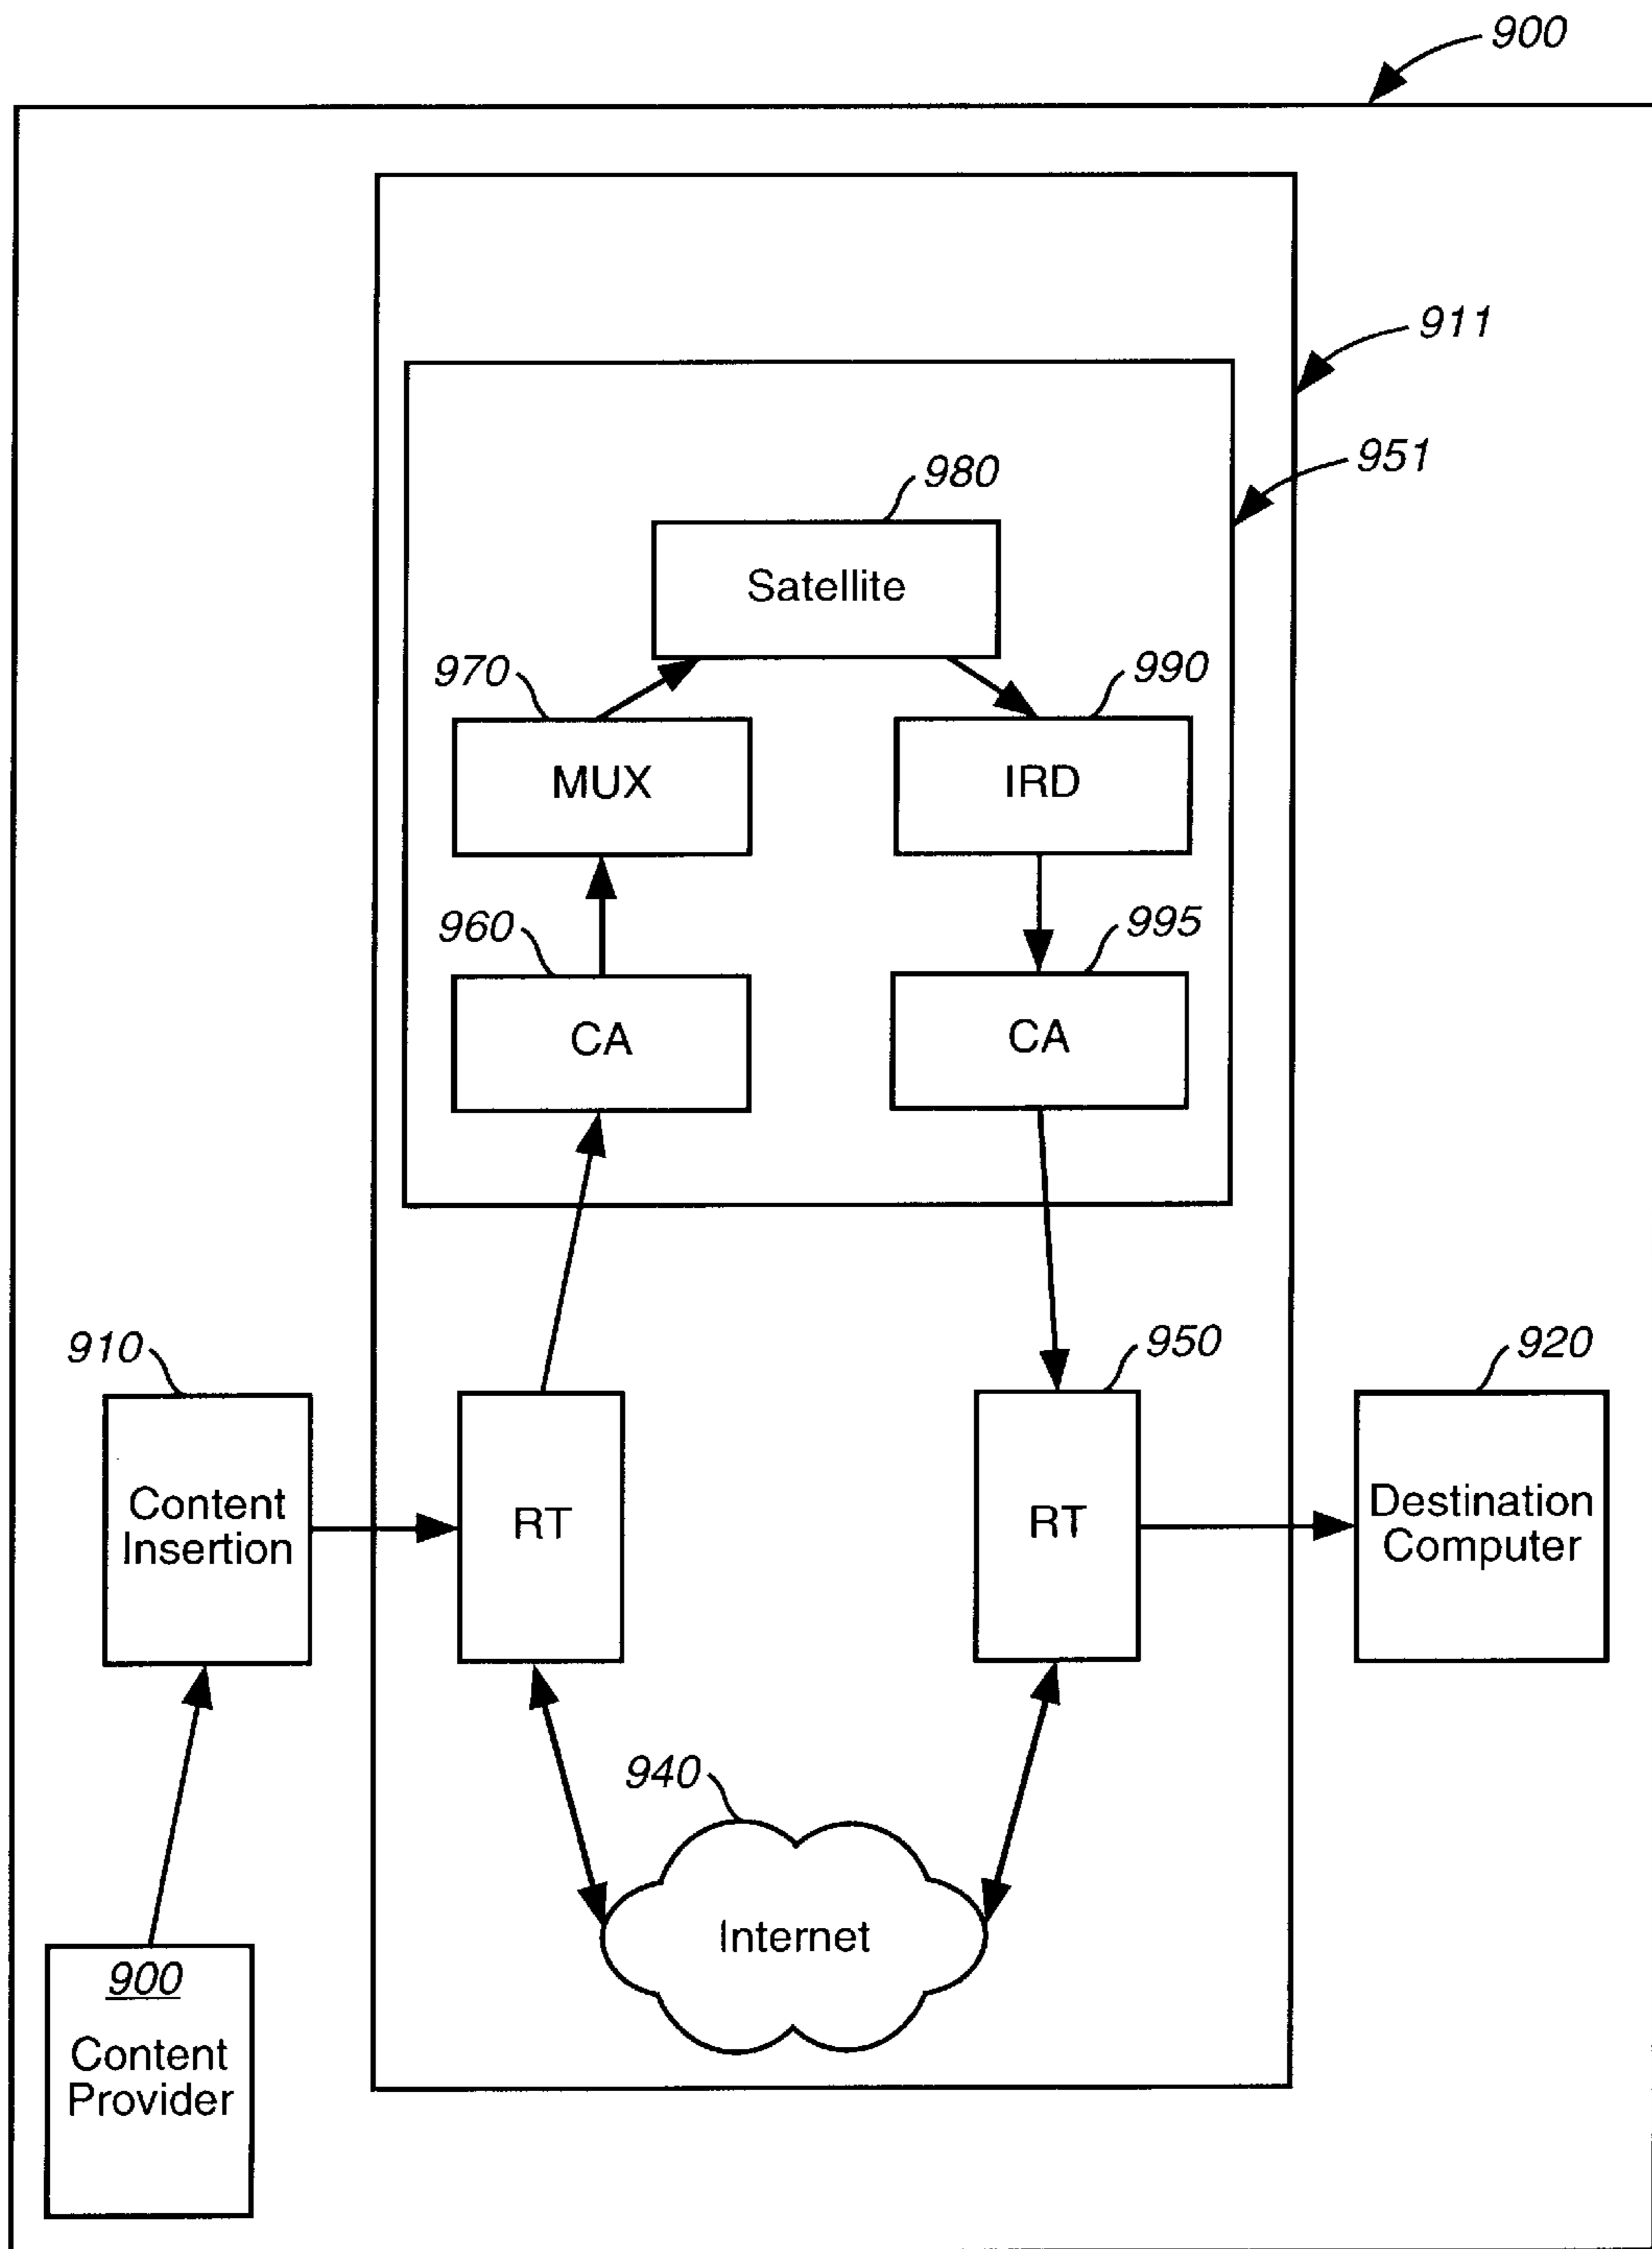 900
911
951
980
Satellite
970
990
MUX
IRD
960
995
CA
CA
910
950
920
Content
Insertion
RT
RT
Destination
Computer
940
Internet
900
Content
Provider